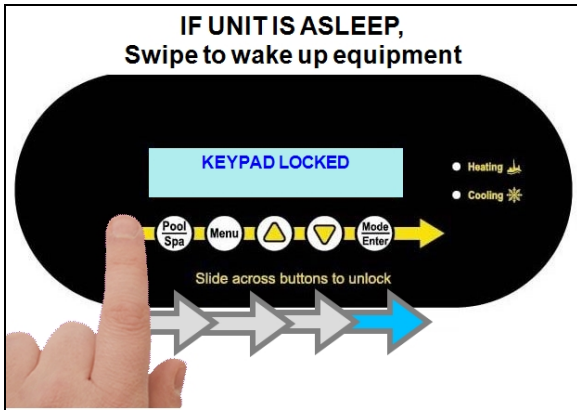 IF UNIT IS ASLEEP,
Swipe to wake up equipment
KEYPAD LOCKED
Heating
Cooling
Pool
Spa
Menu
Mode
Enter
Slide across buttons to unlock